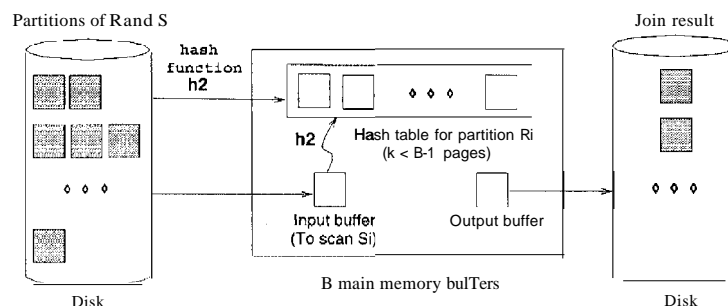 Partitions of Rand S
Join result
hash
function
h2
h2
Hash table for partition Ri
(k < B-1 pages)
Input buffer
(To scan Si)
Output buffer
B main memory bulTers
Disk
Disk